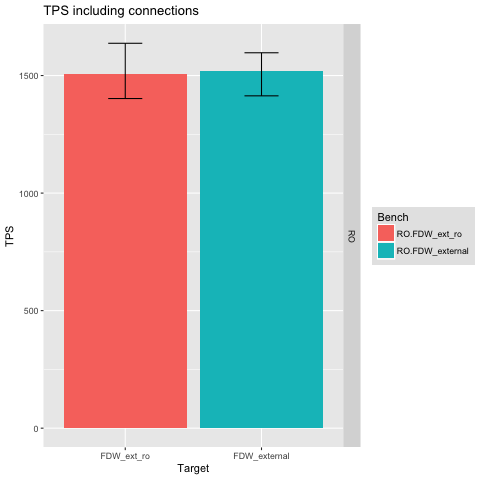 TPS including connections
1500
1000
500
0
TPS
FDW_ext_ro
FDW_external
Target
RO
Bench
RO.FDW_ext_ro
RO.FDW_external